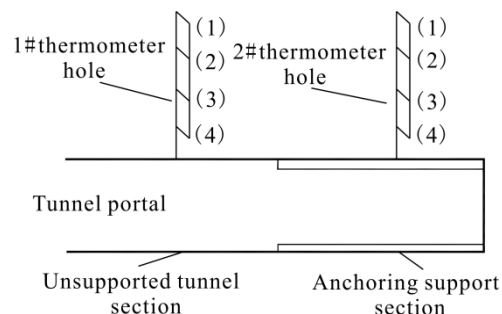 (1)
(1)
1#thermometer
hole
(2)
2#thermometer
hole
(2)
(3)
(3)
(4)
(4)
Tunnel portal
Unsupported tunnel
section
Anchoring support
section